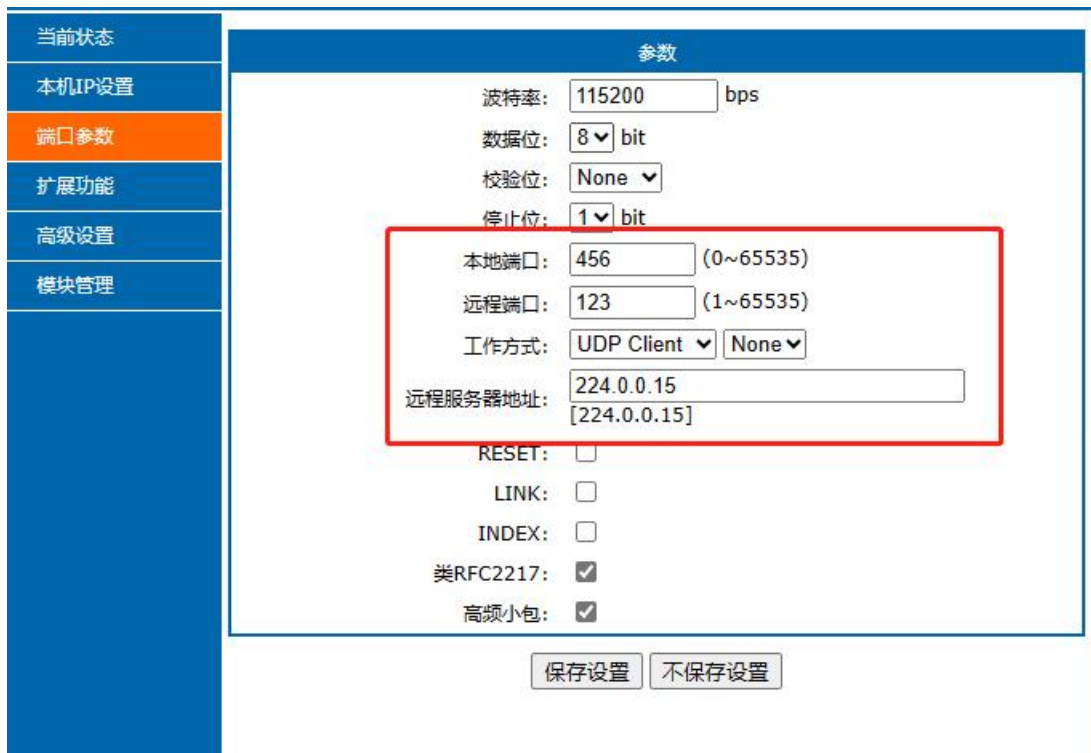 当前状态
本机IP设置
端口参数
扩展功能
高级设置
模块管理
参数
波特率: 115200 bps
数据位: 8 bit
校验位: None
停止位: 1 bit
本地端口: 456 (0~65535)
远程端口: 123 (1~65535)
工作方式: UDP Client None
远程服务器地址: 224.0.0.15
[224.0.0.15]
RESET:
LINK:
INDEX:
类RFC2217:
高频小包:
保存设置 不保存设置